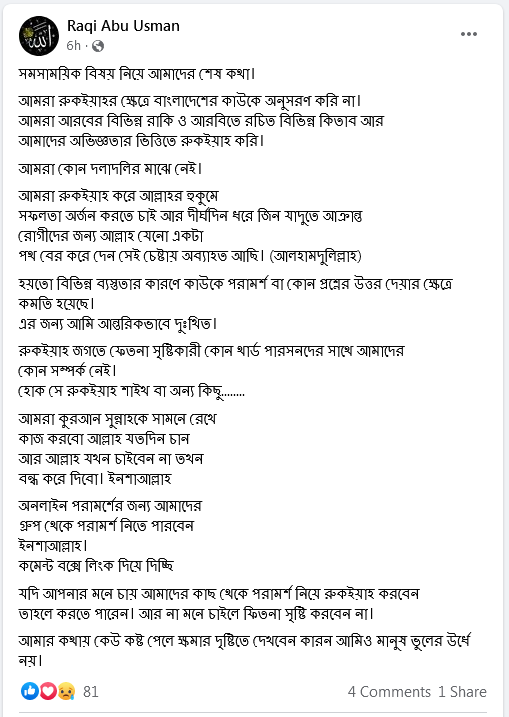 Raqi Abu Usman
6h
সমসাময়িক বিষয় নিয়ে আমাদের শেষ কথা।
আমরা রুকইয়াহর ক্ষেত্রে বাংলাদেশের কাউকে অনুসরণ করি না।
আমরা আরবের বিভিন্ন রাকি ও আরবিতে রচিত বিভিন্ন কিতাব আর
আমাদের অভিজ্ঞতার ভিত্তিতে রুকইয়াহ করি।
আমরা কোন দলাদলির মাঝে নেই।
আমরা রুকইয়াহ করে আল্লাহর হুকুমে
সফলতা অর্জন করতে চাই আর দীর্ঘদিন ধরে জিন যাদুতে আক্রান্ত
রোগীদের জন্য আল্লাহ যেনো একটা
পথ বের করে দেন সেই চেষ্টায় অব্যাহত আছি। (আলহামদুলিল্লাহ)
হয়তো বিভিন্ন ব্যস্ততার কারণে কাউকে পরামর্শ বা কোন প্রশ্নের উত্তর দেয়ার ক্ষেত্রে
কমতি হয়েছে।
এর জন্য আমি আন্তরিকভাবে দুঃখিত।
রুকইয়াহ জগতে ফেতনা সৃষ্টিকারী কোন থার্ড পারসনদের সাথে আমাদের
কোন সম্পর্ক নেই।
হোক সে রুকইয়াহ শাইখ বা অন্য কিছু........
আমরা কুরআন সুন্নাহকে সামনে রেখে
কাজ করবো আল্লাহ যতদিন চান
আর আল্লাহ যখন চাইবেন না তখন
বন্ধ করে দিবো। ইনশাআল্লাহ
অনলাইন পরামর্শের জন্য আমাদের
গ্রুপ থেকে পরামর্শ নিতে পারবেন
ইনশাআল্লাহ।
কমেন্ট বক্সে লিংক দিয়ে দিচ্ছি
যদি আপনার মনে চায় আমাদের কাছ থেকে পরামর্শ নিয়ে রুকইয়াহ করবেন
তাহলে করতে পারেন। আর না মনে চাইলে ফিতনা সৃষ্টি করবেন না।
আমার কথায় কেউ কষ্ট পেলে ক্ষমার দৃষ্টিতে দেখবেন কারন আমিও মানুষ ভুলের উর্ধে
নয়।
81 4 Comments 1 Share